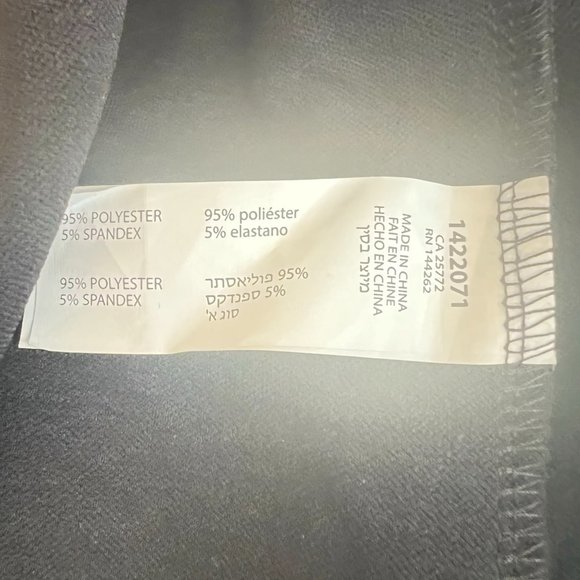 95% POLYESTER
5% SPANDEX
95% poliéster
5% elastano
95% POLYESTER
5% SPANDEX
95% פוליאסתר
5% ספנדקס
סוג א'
MADE IN CHINA
FAIT EN CHINE
HECHO EN CHINA
מיוצר בסין
1422071
CA 25772
RN 144262